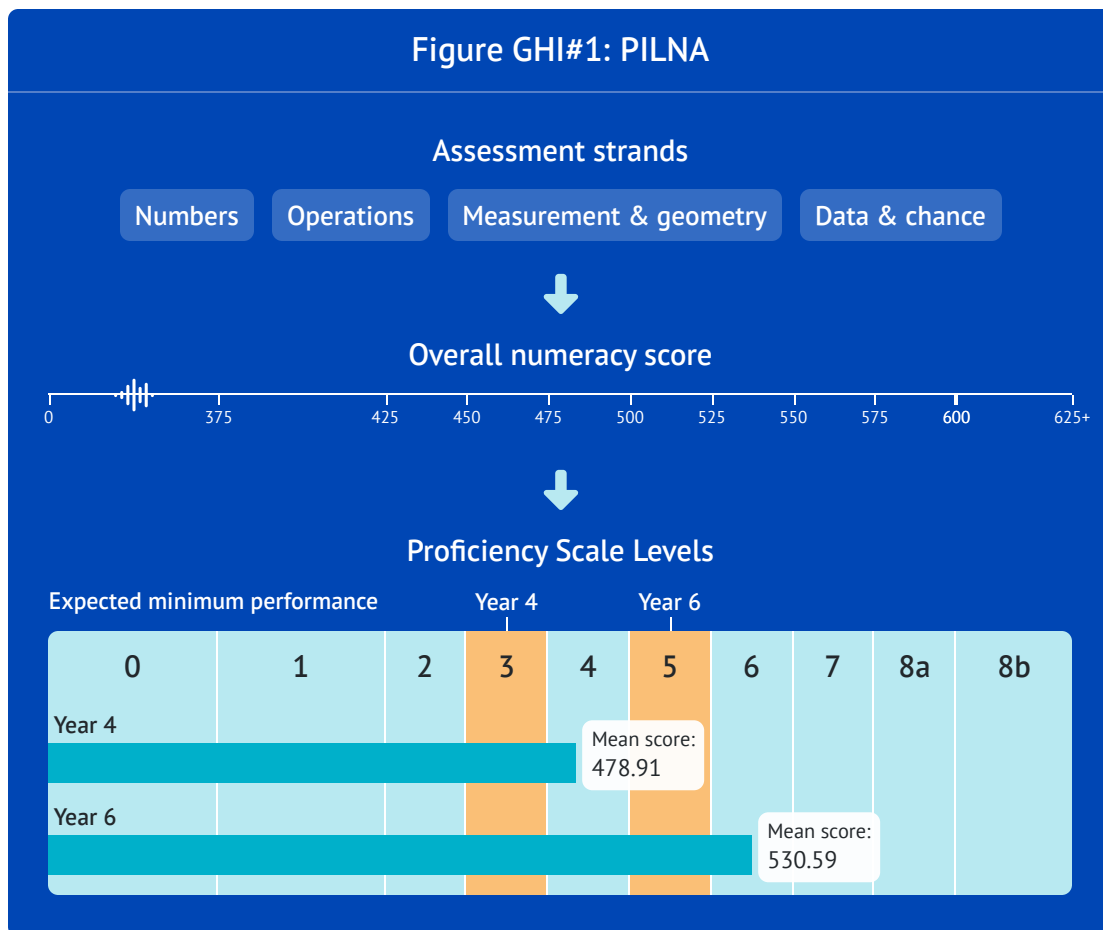 Figure GHI#1: PILNA
Assessment strands
Numbers Operations Measurement & geometry Data & chance
Overall numeracy score
0 375 425 450 475 500 525 550 575 600 625+
Proficiency Scale Levels
Expected minimum performance Year 4 Year 6
0 1 2 3 4 5 6 7 8a 8b
Year 4
Mean score:
478.91
Year 6
Mean score:
530.59